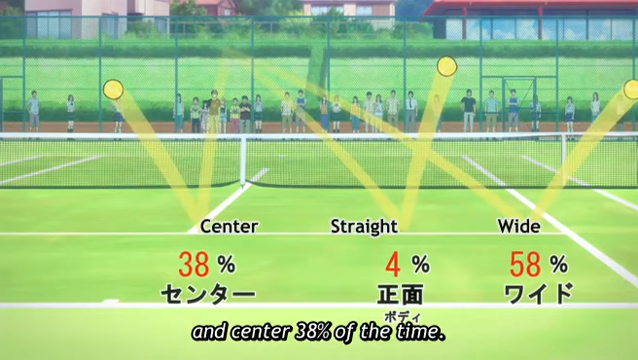 Center Straight Wide
38% 4% 58%
センター 正面 ワイド
ボディ
and center 38% of the time.